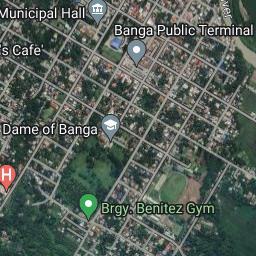 Municipal Hall
Banga Public Terminal
's Cafe'
Dame of Banga
H
Brgy. Benitez Gym